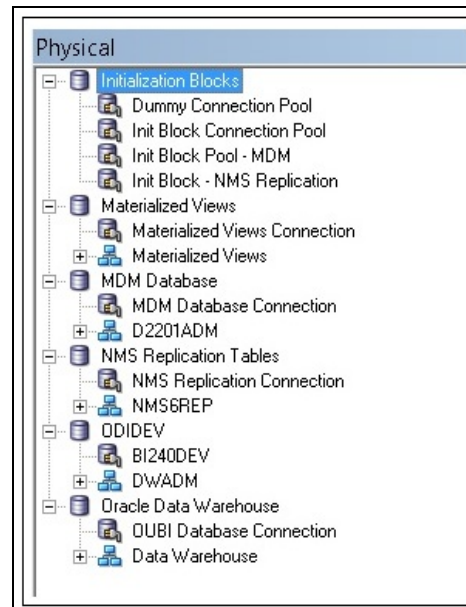 Physical
Initialization Blocks
Dummy Connection Pool
Init Block Connection Pool
Init Block Pool - MDM
Init Block - NMS Replication
Materialized Views
Materialized Views Connection
Materialized Views
MDM Database
MDM Database Connection
D2201ADM
NMS Replication Tables
NMS Replication Connection
NMS6REP
ODIDEV
BI240DEV
DWADM
Oracle Data Warehouse
OUBI Database Connection
Data Warehouse